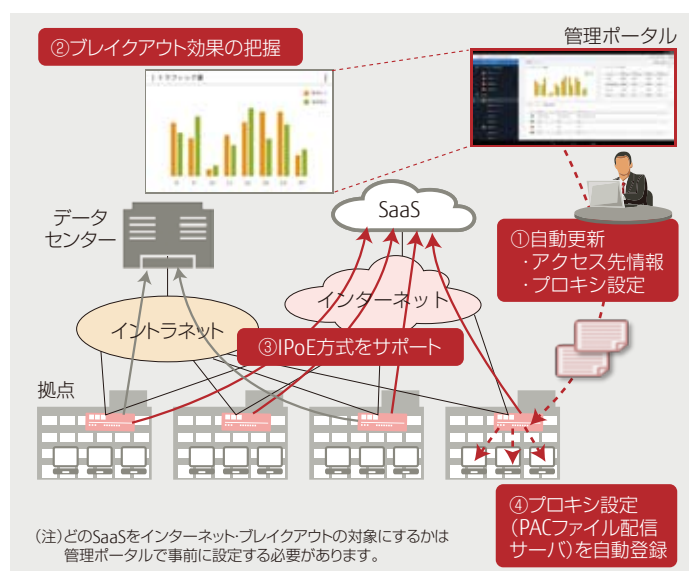 ②ブレイクアウト効果の把握
管理ポータル
トラフィック量
データ
センター
SaaS
①自動更新
・アクセス先情報
・プロキシ設定
インターネット
イントラネット
③IPoE方式をサポート
拠点
④プロキシ設定
(PACファイル配信
サーバ)を自動登録
(注)どのSaaSをインターネット・ブレイクアウトの対象にするかは
管理ポータルで事前に設定する必要があります。